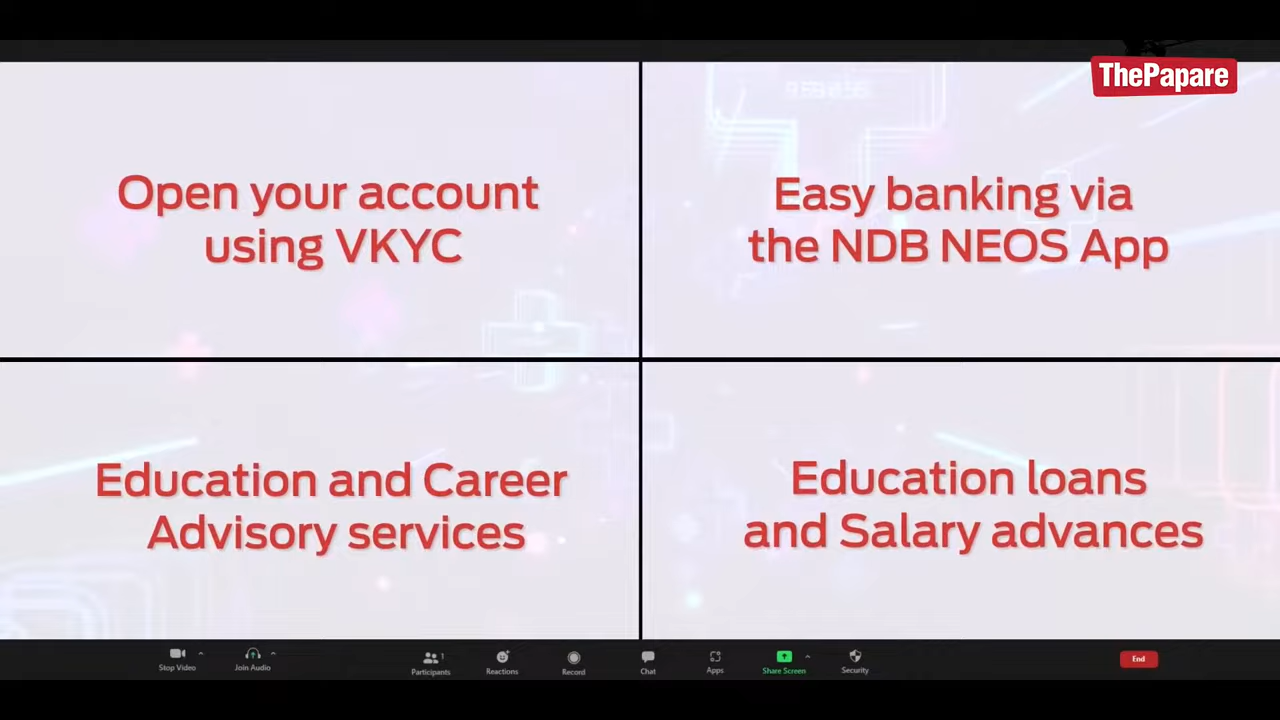 ThePapare
Open your account
using VKYC
Easy banking via
the NDB NEOS App
Education and Career
Advisory services
Education loans
and Salary advances
Stop Video
Join Audio
Participants
1
Reactions
Record
Chat
Apps
Share Screen
Security
End